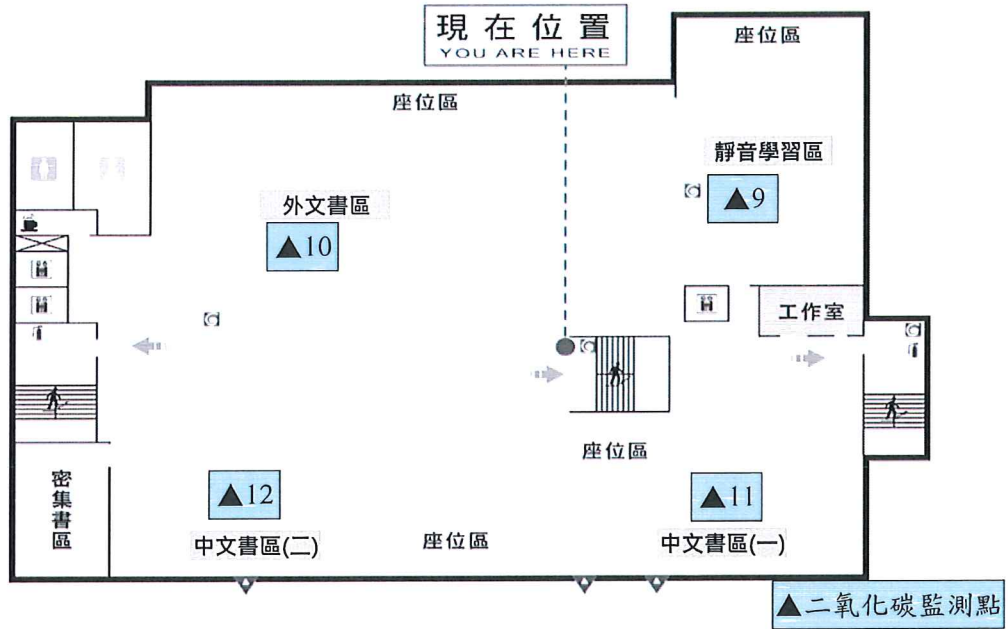 現在位置
YOU ARE HERE
座位區
座位區
靜音學習區
▲9
外文書區
▲10
工作室
座位區
密集書區
▲12
▲11
中文書區(二)
座位區
中文書區(一)
▲二氧化碳監測點